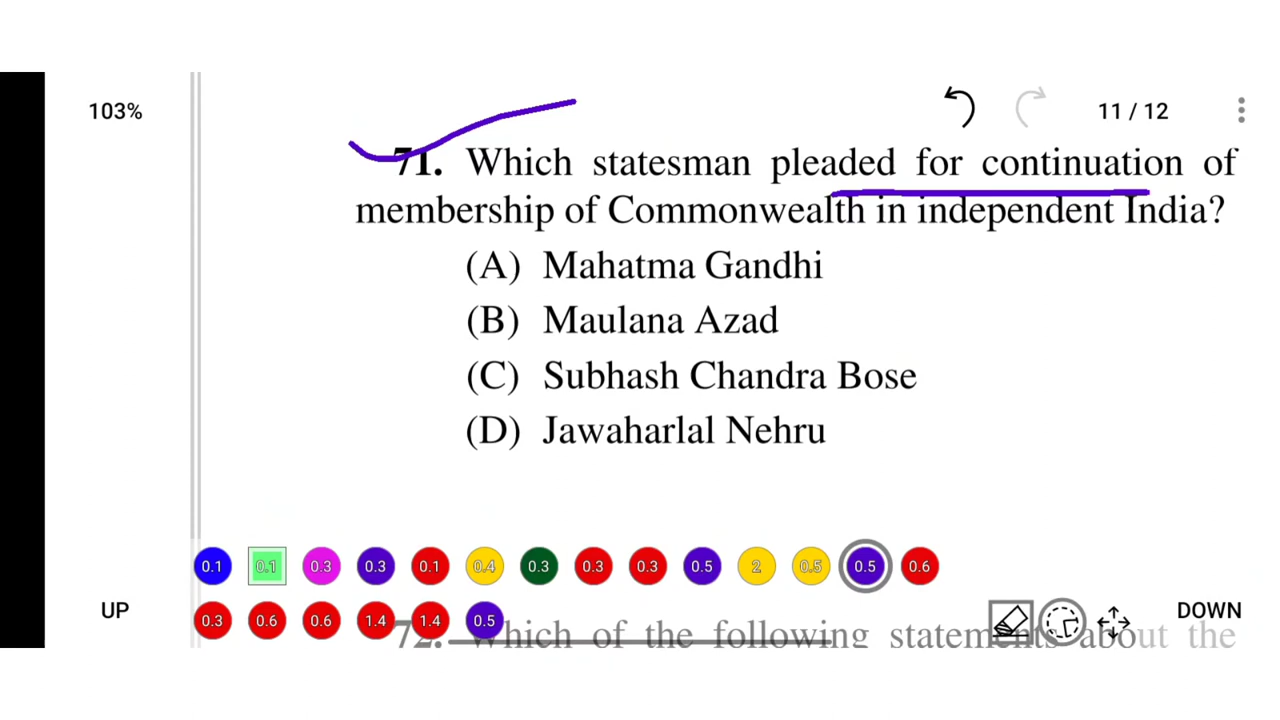 103%
11 / 12
71. Which statesman pleaded for continuation of
membership of Commonwealth in independent India?
(A) Mahatma Gandhi
(B) Maulana Azad
(C) Subhash Chandra Bose
(D) Jawaharlal Nehru
0.1 0.1 0.3 0.3 0.1 0.4 0.3 0.3 0.3 0.5 2 0.5 0.5 0.6
UP
DOWN
0.3 0.6 0.6 1.4 1.4 0.5
72. Which of the following statements about the